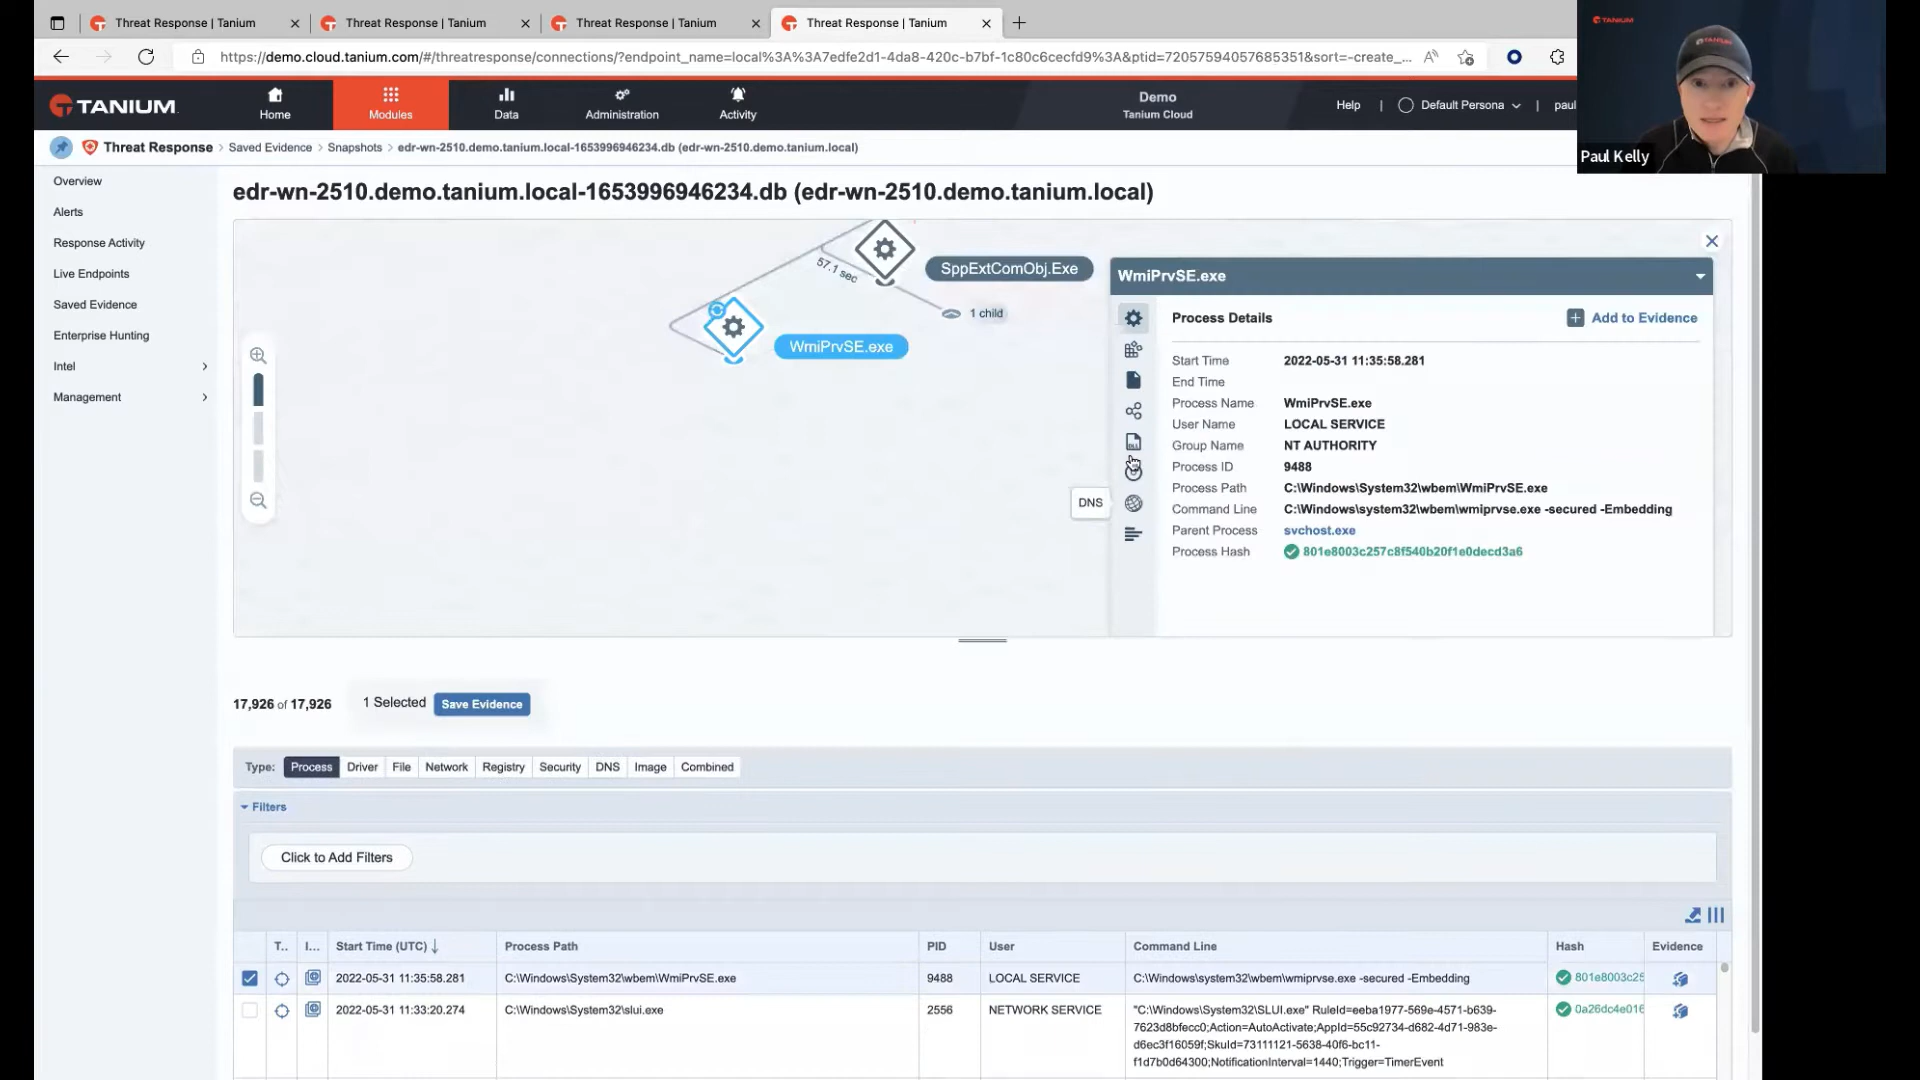 Threat Response | Tanium
Threat Response | Tanium
Threat Response | Tanium
Threat Response | Tanium
https://demo.cloud.tanium.com/#/threatresponse/connections/?endpoint_name=local%3A%3A7edfe2d1-4da8-420c-b7bf-1c80c6cecfd9%3A&ptid=72057594057685351&sort=-create_...
TANIUM
TANIUM
Home
Modules
Data
Administration
Activity
Demo
Tanium Cloud
Help
Default Persona
paul
TANIUM
Paul Kelly
Threat Response
Saved Evidence
Snapshots
edr-wn-2510.demo.tanium.local-1653996946234.db (edr-wn-2510.demo.tanium.local)
Overview
Alerts
Response Activity
Live Endpoints
Saved Evidence
Enterprise Hunting
Intel
Management
edr-wn-2510.demo.tanium.local-1653996946234.db (edr-wn-2510.demo.tanium.local)
57.1 sec
SppExtComObj.Exe
1 child
WmiPrvSE.exe
DNS
WmiPrvSE.exe
Process Details
Add to Evidence
Start Time 2022-05-31 11:35:58.281
End Time
Process Name WmiPrvSE.exe
User Name LOCAL SERVICE
Group Name NT AUTHORITY
Process ID 9488
Process Path C:\Windows\System32\wbem\WmiPrvSE.exe
Command Line C:\Windows\system32\wbem\wmiprvse.exe -secured -Embedding
Parent Process svchost.exe
Process Hash 801e8003c257c8f540b20f1e0decd3a6
17,926 of 17,926
1 Selected
Save Evidence
Type: Process Driver File Network Registry Security DNS Image Combined
Filters
Click to Add Filters
T.. I... Start Time (UTC) Process Path PID User Command Line Hash Evidence
2022-05-31 11:35:58.281 C:\Windows\System32\wbem\WmiPrvSE.exe 9488 LOCAL SERVICE C:\Windows\system32\wbem\wmiprvse.exe -secured -Embedding 801e8003c25
2022-05-31 11:33:20.274 C:\Windows\System32\slui.exe 2556 NETWORK SERVICE "C:\Windows\System32\SLUI.exe" RuleId=eeba1977-569e-4571-b639- 0a26dc4e016
7623d8bfecc0;Action=AutoActivate;AppId=55c92734-d682-4d71-983e-
d6ec3f16059f;SkuId=73111121-5638-40f6-bc11-
f1d7b0d64300;NotificationInterval=1440;Trigger=TimerEvent